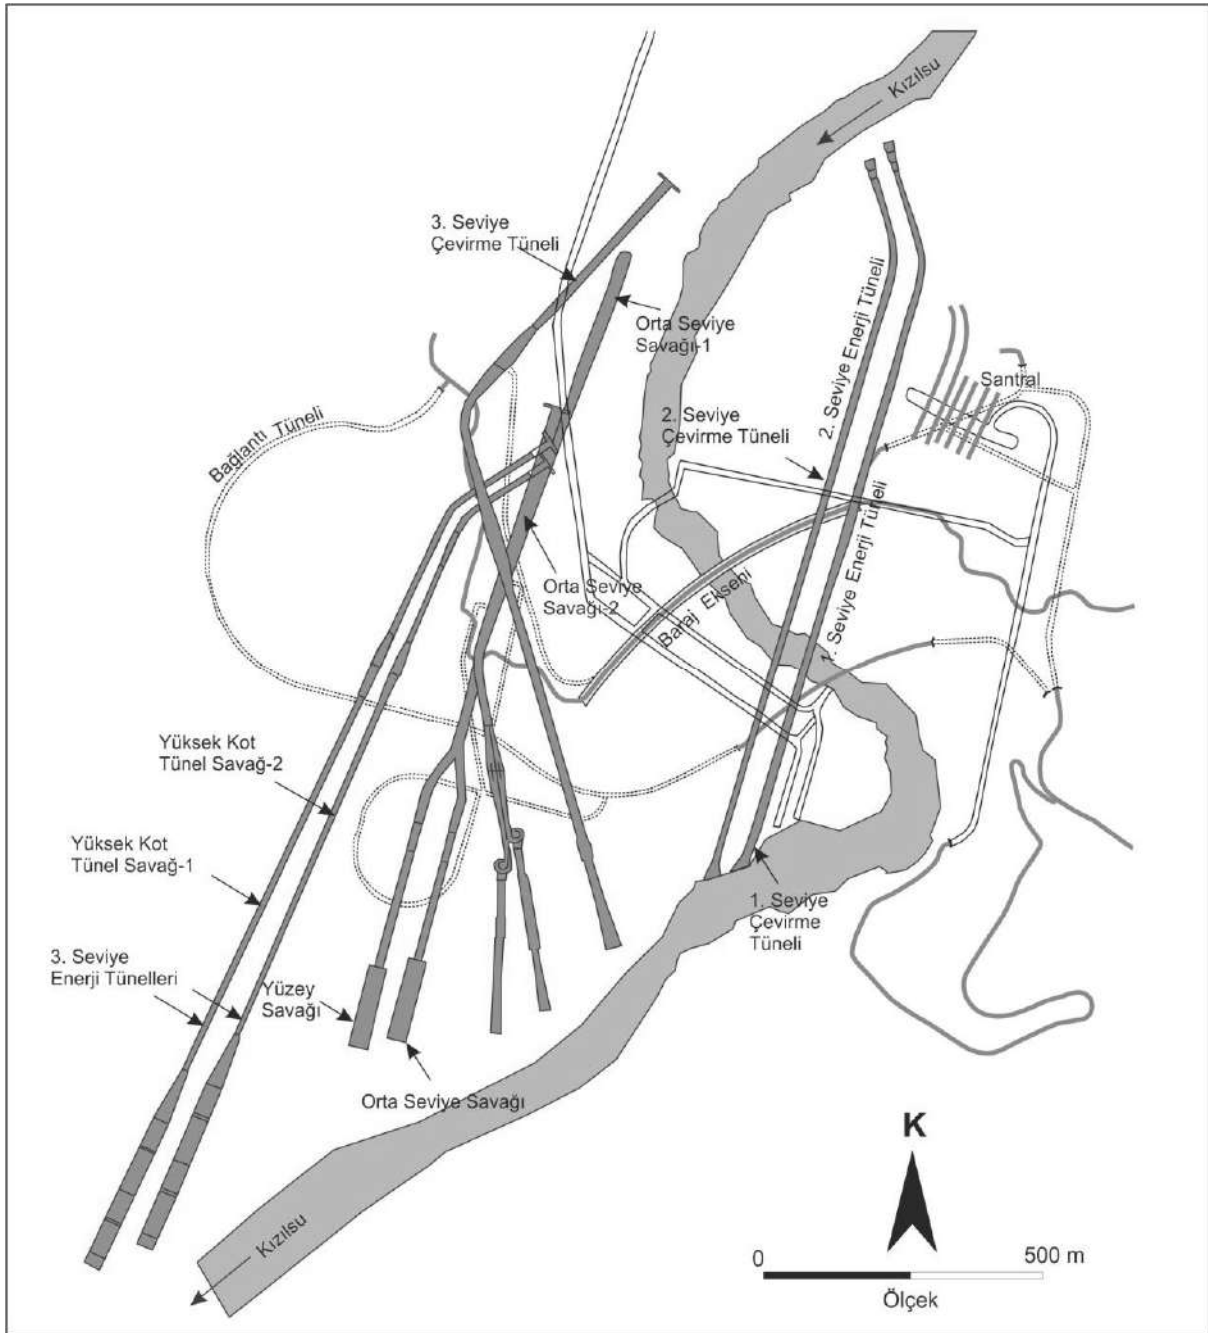 Kızılsu
3. Seviye
Çevirme Tüneli
2. Seviye Enerji Tüneli
Orta Seviye
Savağı-1
Santral
Bağlantı Tüneli
2. Seviye
Çevirme Tüneli
1. Seviye Enerji Tüneli
Orta Seviye
Savağı-2
Baraj Ekseni
Yüksek Kot
Tünel Savağ-2
Yüksek Kot
Tünel Savağ-1
1. Seviye
Çevirme
Tüneli
3. Seviye
Enerji Tünelleri
Yüzey
Savağı
Orta Seviye Savağı
K
Kızılsu
0 500 m
Ölçek